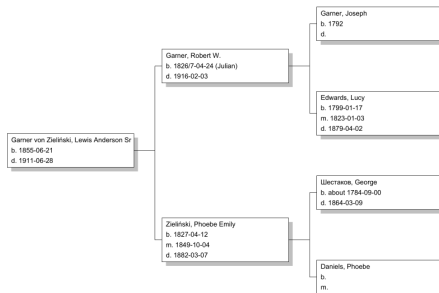 Garner, Joseph
b. 1792
d.
Garner, Robert W.
b. 1826/7-04-24 (Julian)
d. 1916-02-03
Edwards, Lucy
b. 1799-01-17
m. 1823-01-03
d. 1879-04-02
Garner von Zieliński, Lewis Anderson Sr
b. 1855-06-21
d. 1911-06-28
Шестаков, George
b. about 1784-09-00
d. 1864-03-09
Zieliński, Phoebe Emily
b. 1827-04-12
m. 1849-10-04
d. 1882-03-07
Daniels, Phoebe
b.
m.